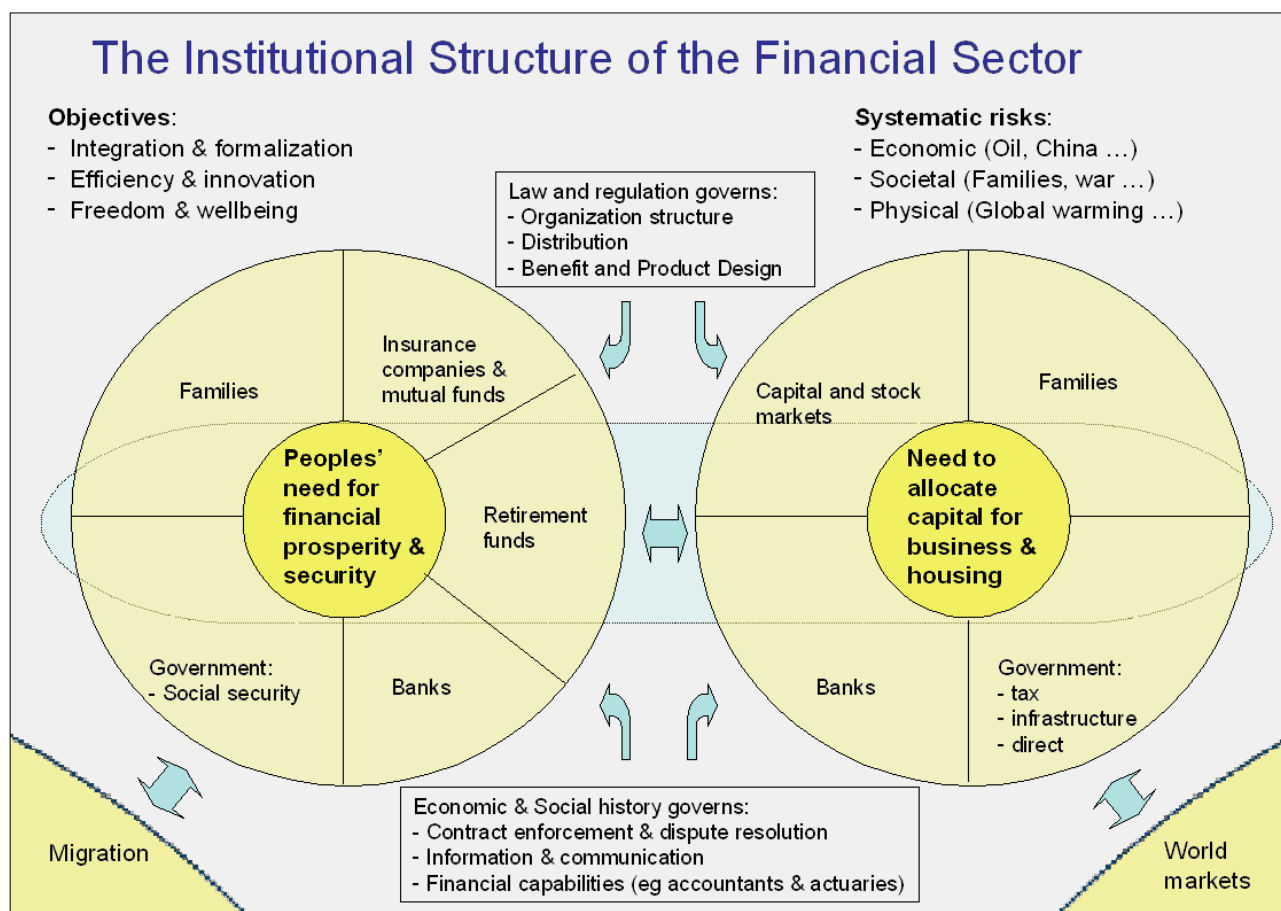 The Institutional Structure of the Financial Sector
Objectives:
- Integration & formalization
- Efficiency & innovation
- Freedom & wellbeing
Systematic risks:
- Economic (Oil, China ...)
- Societal (Families, war ...)
- Physical (Global warming ...)
Law and regulation governs:
- Organization structure
- Distribution
- Benefit and Product Design
Families
Insurance
companies &
mutual funds
Peoples'
need for
financial
prosperity &
security
Retirement
funds
Government:
- Social security
Banks
Capital and stock
markets
Families
Need to
allocate
capital for
business &
housing
Banks
Government:
- tax
- infrastructure
- direct
Economic & Social history governs:
- Contract enforcement & dispute resolution
- Information & communication
- Financial capabilities (eg accountants & actuaries)
Migration
World
markets